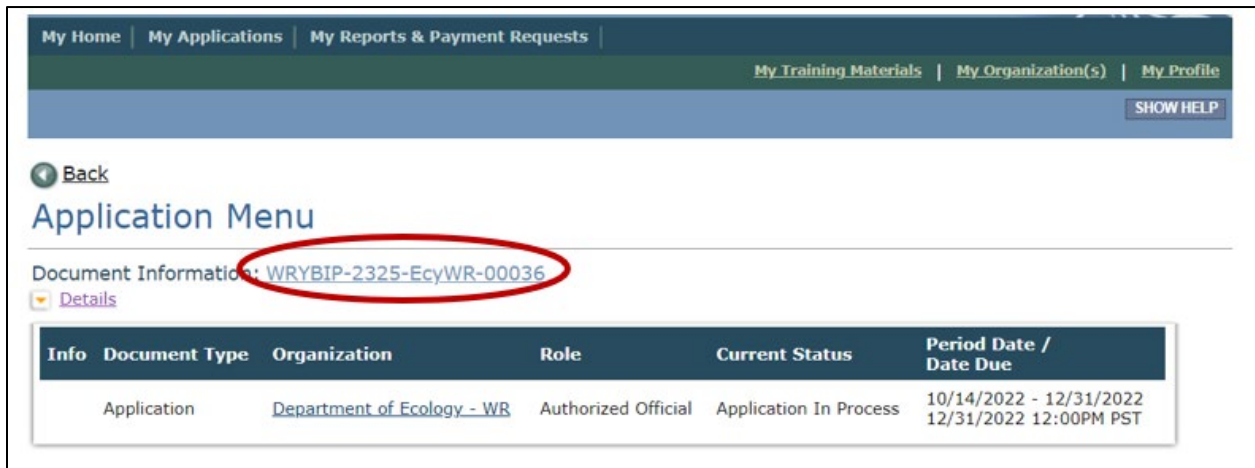 My Home | My Applications | My Reports & Payment Requests |
My Training Materials | My Organization(s) | My Profile
SHOW HELP
Back
Application Menu
Document Information: WRYBIP-2325-EcyWR-00036
Details
Info Document Type Organization Role Current Status Period Date / Date Due
Application Department of Ecology - WR Authorized Official Application In Process 10/14/2022 - 12/31/2022
12/31/2022 12:00PM PST